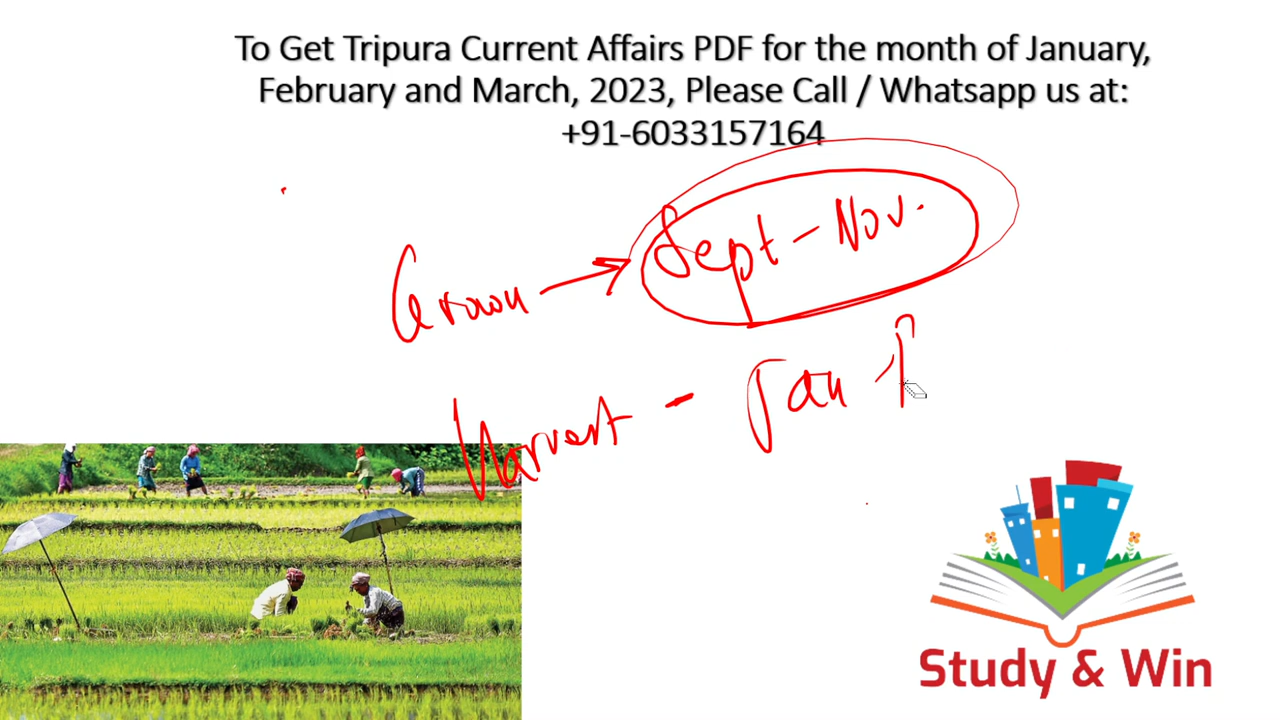 To Get Tripura Current Affairs PDF for the month of January,
February and March, 2023, Please Call / Whatsapp us at:
+91-6033157164
Grown → Sept - Nov.
Harvest - Jan
Study & Win